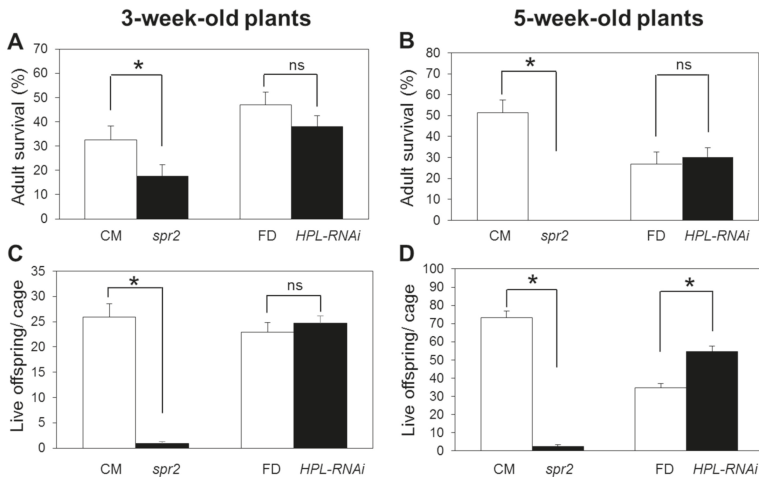 3-week-old plants
5-week-old plants
A
Adult survival (%)
70
60
50
40
30
20
10
0
*
ns
CM
spr2
FD
HPL-RNAi
B
Adult survival (%)
80
70
60
50
40
30
20
10
0
*
ns
CM
spr2
FD
HPL-RNAi
C
Live offspring/ cage
35
30
25
20
15
10
5
0
*
ns
CM
spr2
FD
HPL-RNAi
D
Live offspring/ cage
100
90
80
70
60
50
40
30
20
10
0
*
*
CM
spr2
FD
HPL-RNAi